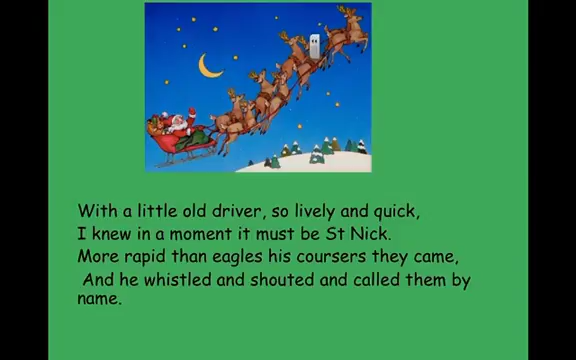 With a little old driver, so lively and quick,
I knew in a moment it must be St Nick.
More rapid than eagles his coursers they came,
And he whistled and shouted and called them by
name.